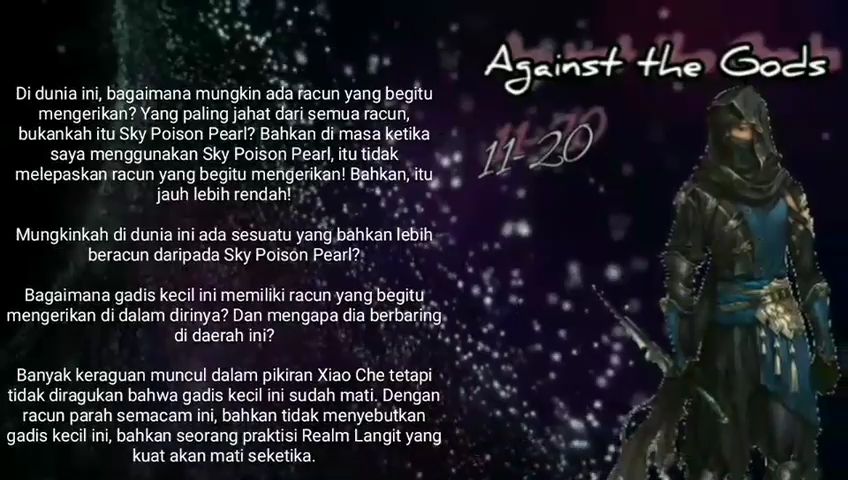 Against the Gods
11-20
Di dunia ini, bagaimana mungkin ada racun yang begitu
mengerikan? Yang paling jahat dari semua racun,
bukankah itu Sky Poison Pearl? Bahkan di masa ketika
saya menggunakan Sky Poison Pearl, itu tidak
melepaskan racun yang begitu mengerikan! Bahkan, itu
jauh lebih rendah!
Mungkinkah di dunia ini ada sesuatu yang bahkan lebih
beracun daripada Sky Poison Pearl?
Bagaimana gadis kecil ini memiliki racun yang begitu
mengerikan di dalam dirinya? Dan mengapa dia berbaring
di daerah ini?
Banyak keraguan muncul dalam pikiran Xiao Che tetapi
tidak diragukan bahwa gadis kecil ini sudah mati. Dengan
racun parah semacam ini, bahkan tidak menyebutkan
gadis kecil ini, bahkan seorang praktisi Realm Langit yang
kuat akan mati seketika.